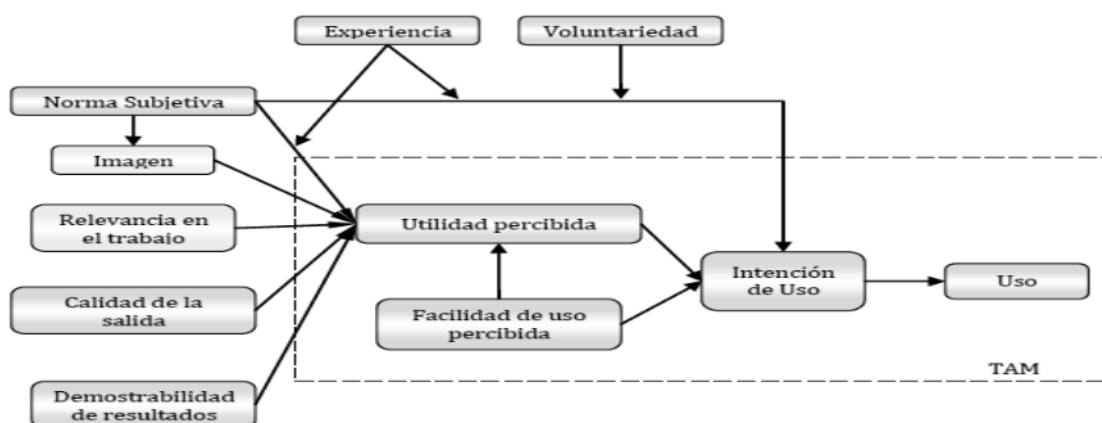 Experiencia
Voluntariedad
Norma Subjetiva
Imagen
Relevancia en
el trabajo
Utilidad percibida
Calidad de la
salida
Facilidad de uso
percibida
Intención
de Uso
Uso
TAM
Demostrabilidad
de resultados